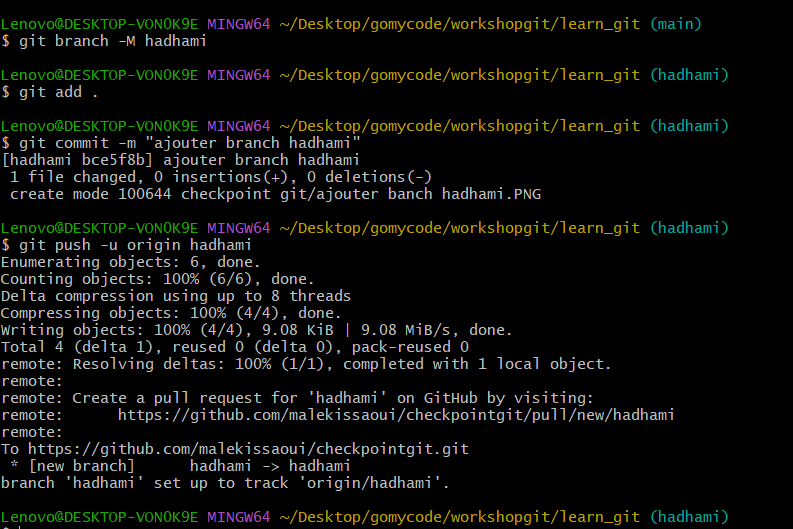 Lenovo@DESKTOP-VON0K9E MINGW64 ~/Desktop/gomycode/workshopgit/learn_git (main)
$ git branch -M hadhami
Lenovo@DESKTOP-VON0K9E MINGW64 ~/Desktop/gomycode/workshopgit/learn_git (hadhami)
$ git add .
Lenovo@DESKTOP-VON0K9E MINGW64 ~/Desktop/gomycode/workshopgit/learn_git (hadhami)
$ git commit -m "ajouter branch hadhami"
[hadhami bce5f8b] ajouter branch hadhami
 1 file changed, 0 insertions(+), 0 deletions(-)
 create mode 100644 checkpoint git/ajouter banch hadhami.PNG
Lenovo@DESKTOP-VON0K9E MINGW64 ~/Desktop/gomycode/workshopgit/learn_git (hadhami)
$ git push -u origin hadhami
Enumerating objects: 6, done.
Counting objects: 100% (6/6), done.
Delta compression using up to 8 threads
Compressing objects: 100% (4/4), done.
Writing objects: 100% (4/4), 9.08 KiB | 9.08 MiB/s, done.
Total 4 (delta 1), reused 0 (delta 0), pack-reused 0
remote: Resolving deltas: 100% (1/1), completed with 1 local object.
remote:
remote: Create a pull request for 'hadhami' on GitHub by visiting:
remote:      https://github.com/malekissaoui/checkpointgit/pull/new/hadhami
remote:
To https://github.com/malekissaoui/checkpointgit.git
 * [new branch]      hadhami -> hadhami
branch 'hadhami' set up to track 'origin/hadhami'.
Lenovo@DESKTOP-VON0K9E MINGW64 ~/Desktop/gomycode/workshopgit/learn_git (hadhami)